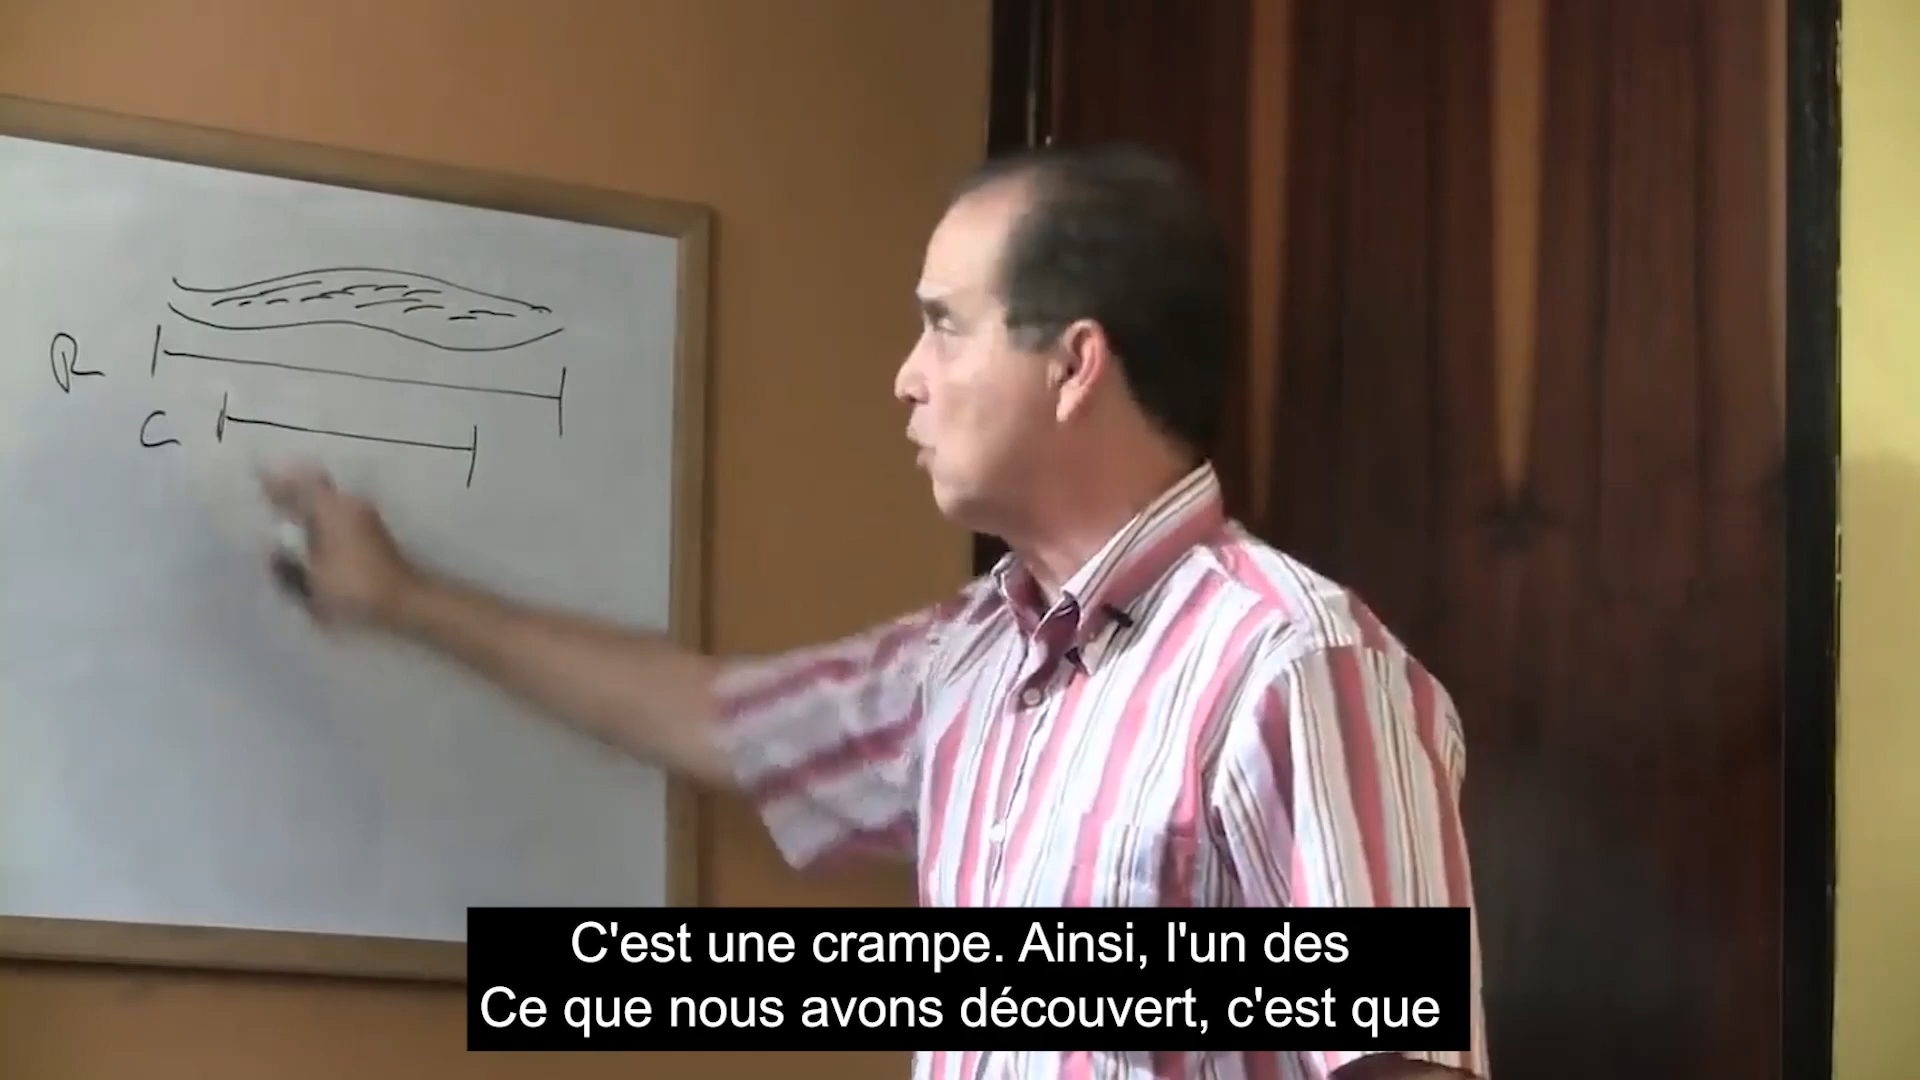 R
C
C'est une crampe. Ainsi, l'un des
Ce que nous avons découvert, c'est que